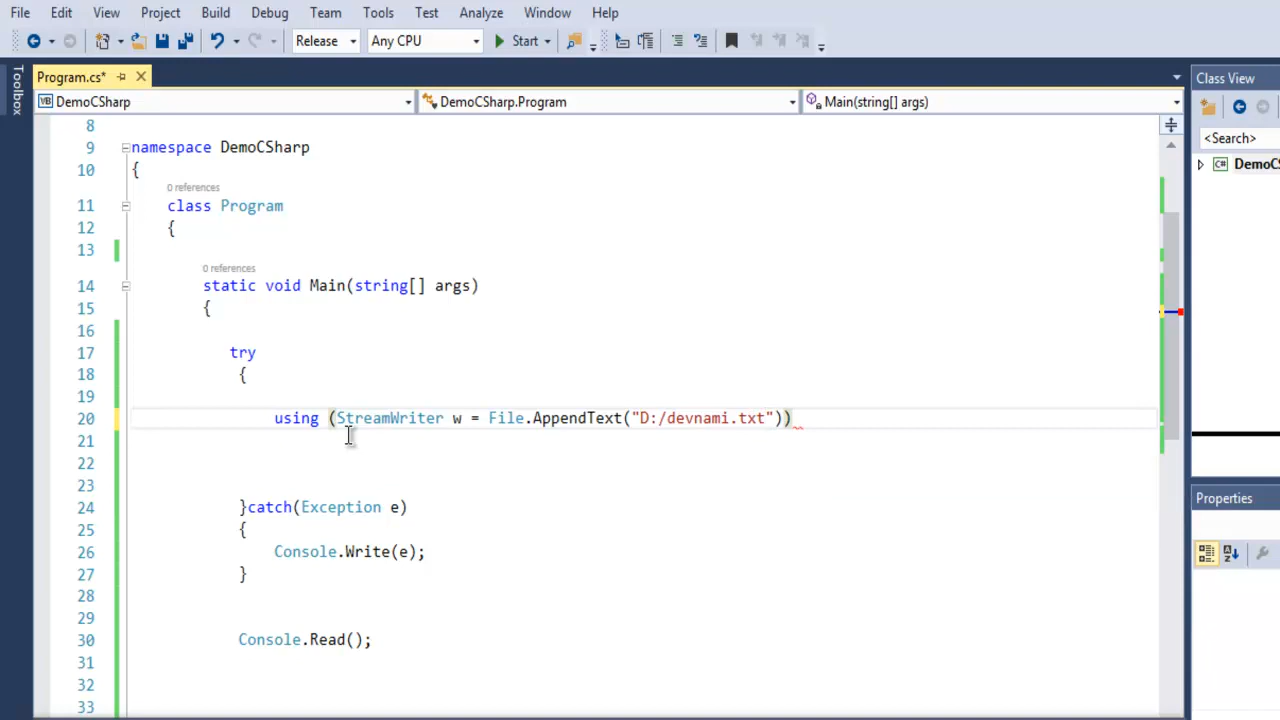 File Edit View Project Build Debug Team Tools Test Analyze Window Help
Release Any CPU Start
Toolbox
Program.cs*
DemoCSharp DemoCSharp.Program Main(string[] args)
8
9 namespace DemoCSharp
10 {
0 references
11 class Program
12 {
13
0 references
14 static void Main(string[] args)
15 {
16
17 try
18 {
19
20 using (StreamWriter w = File.AppendText("D:/devnami.txt"))
21
22
23
24 }catch(Exception e)
25 {
26 Console.Write(e);
27 }
28
29
30 Console.Read();
31
32
33
Class View
<Search>
C# DemoCS
Properties